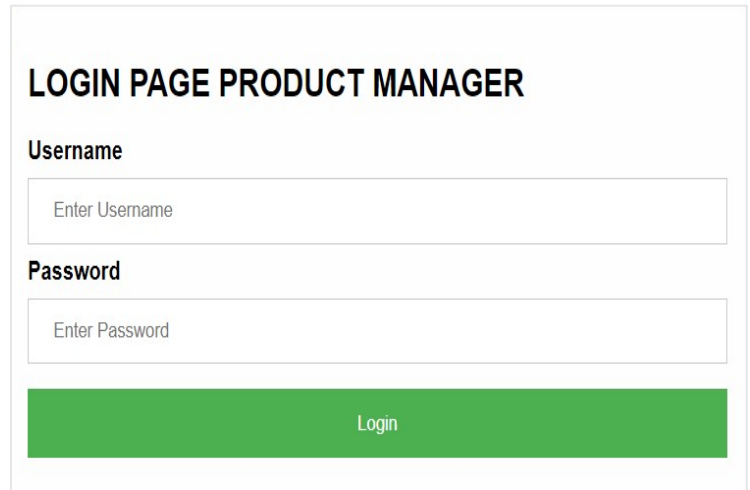 LOGIN PAGE PRODUCT MANAGER
Username
Enter Username
Password
Enter Password
Login